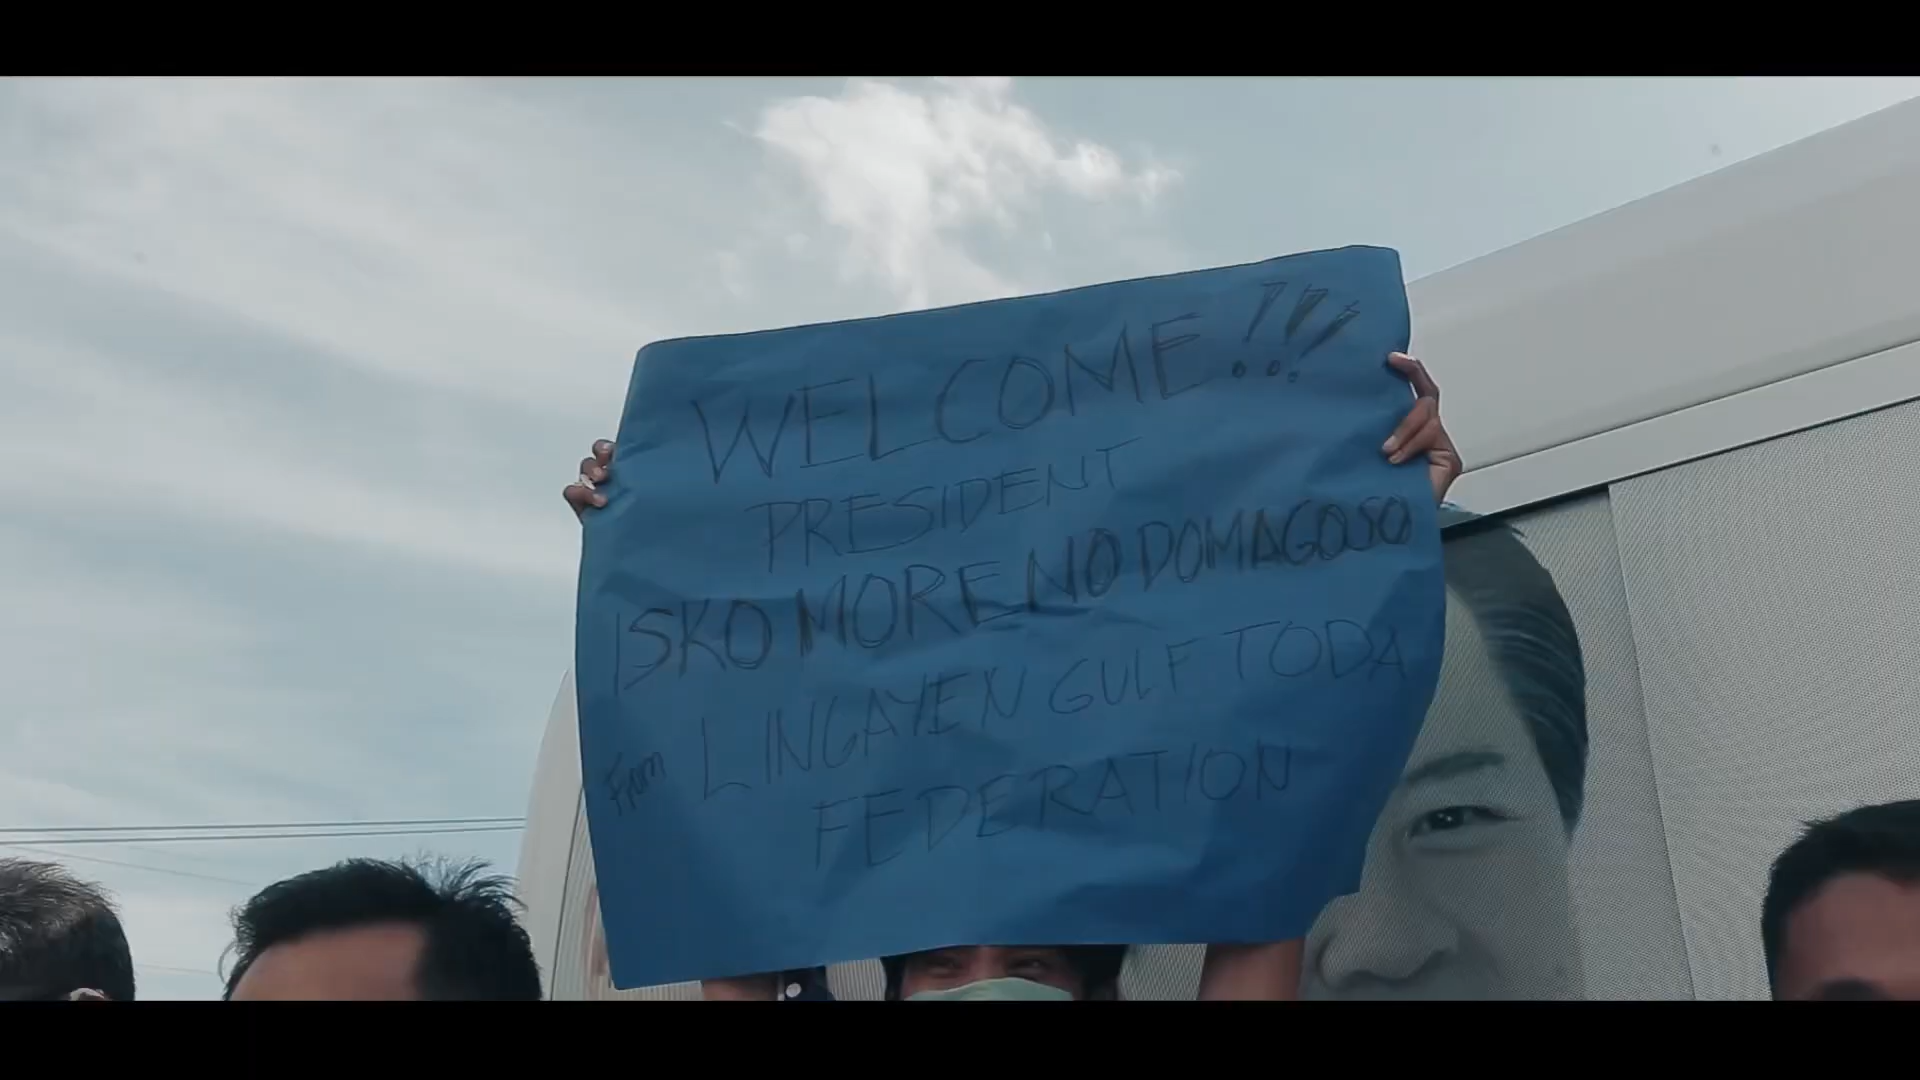 WELCOME!!!
PRESIDENT
ISKO MORENO DOMAGOSO
From LINGAYEN GULF TODA
FEDERATION